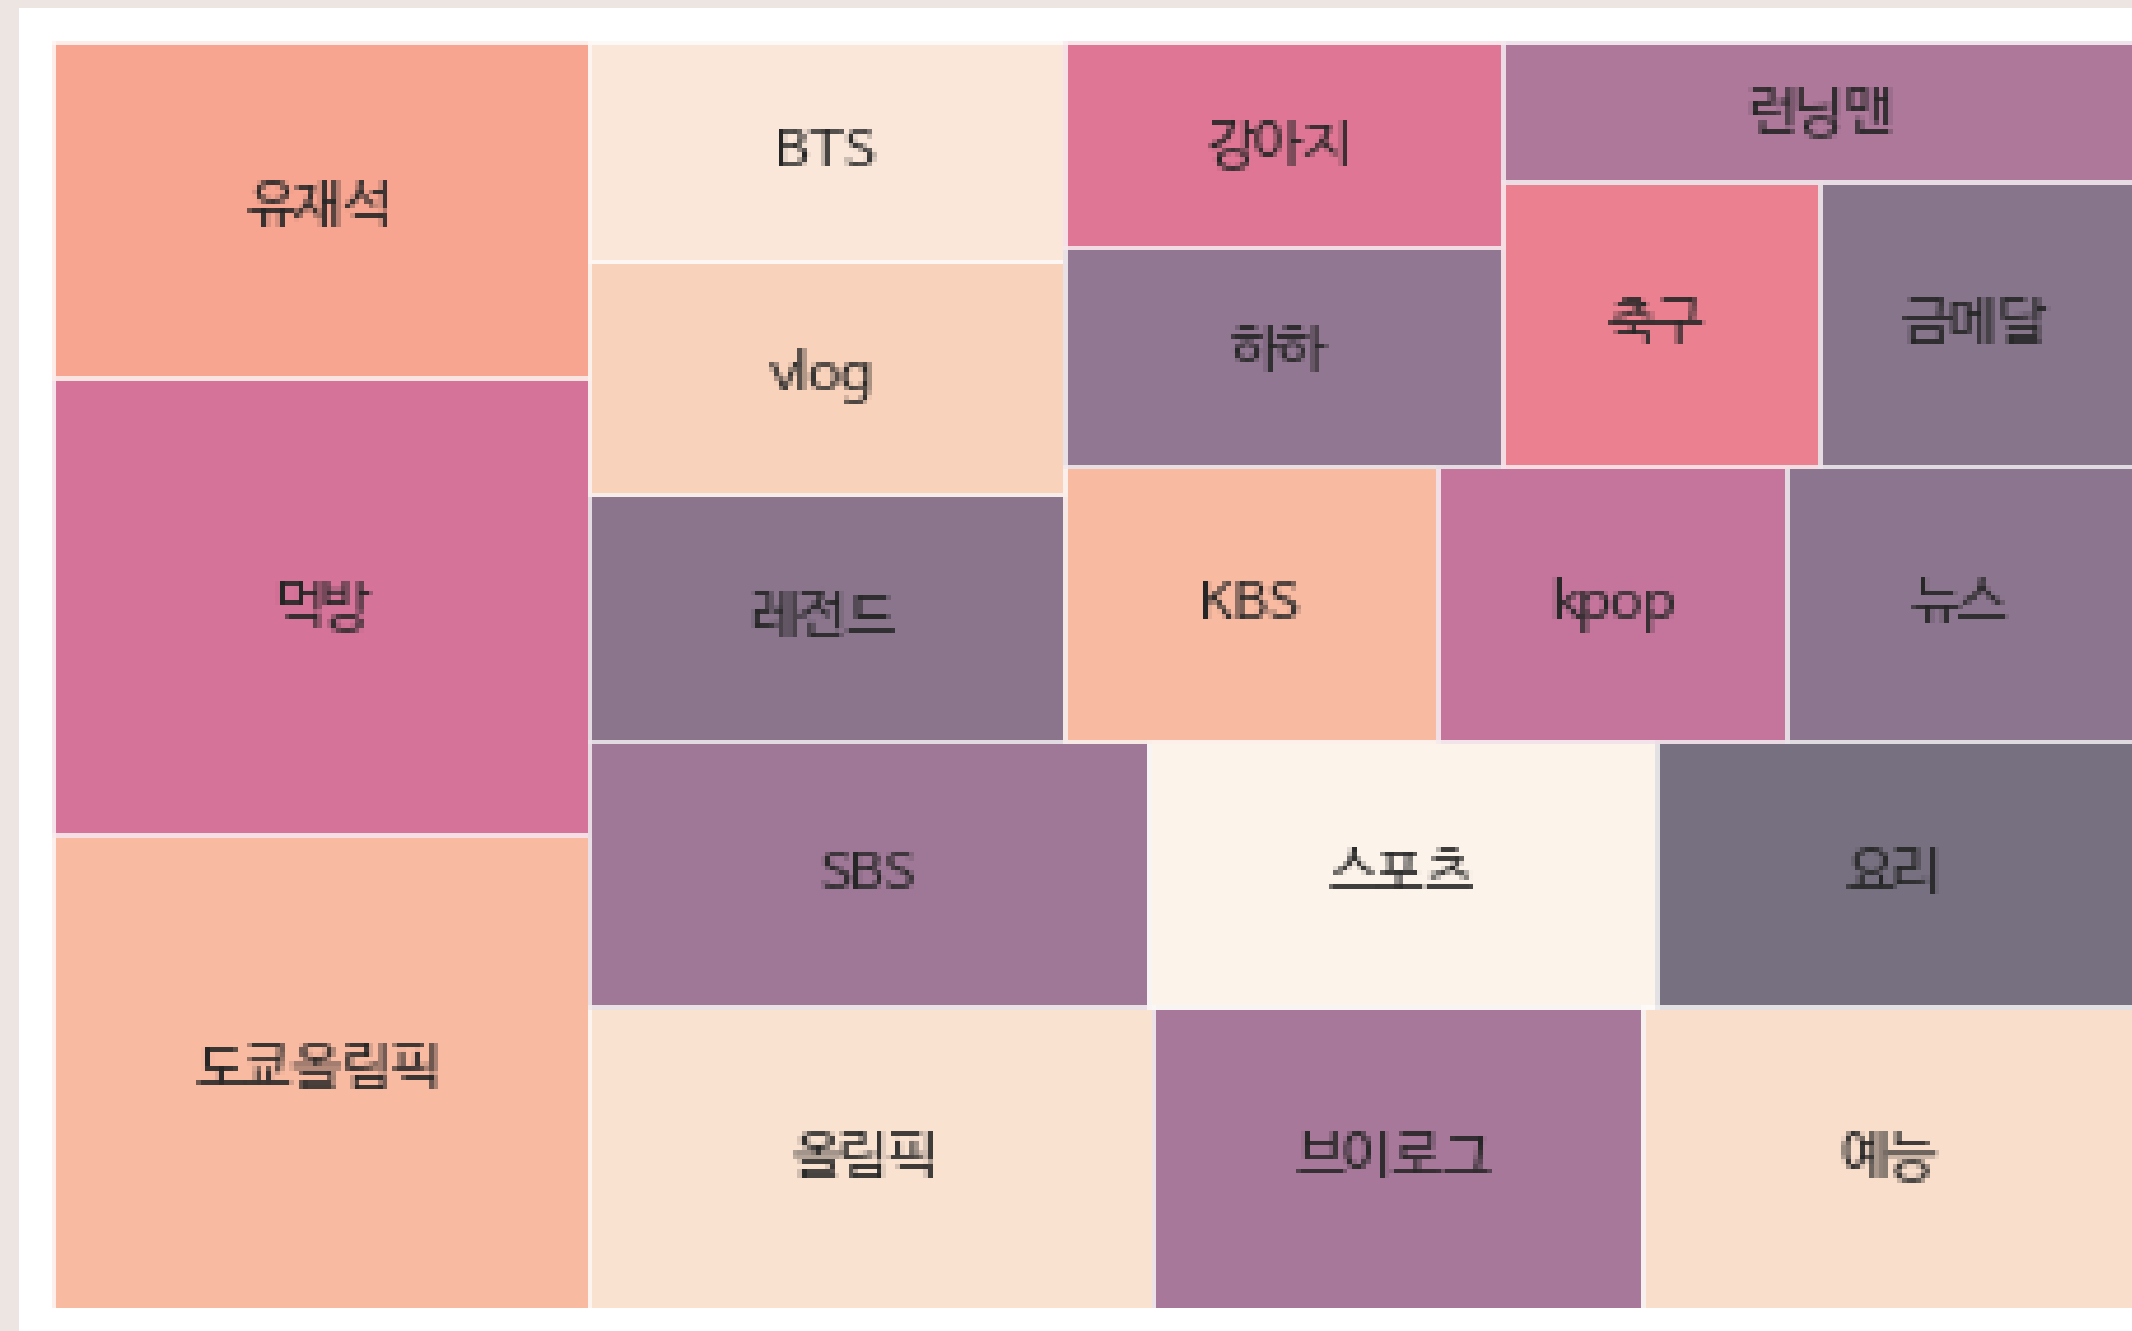 유재석
BTS
강아지
런닝맨
vlog
하하
축구
금메달
먹방
레전드
KBS
kpop
뉴스
SBS
스포츠
요리
도쿄올림픽
올림픽
브이로그
예능